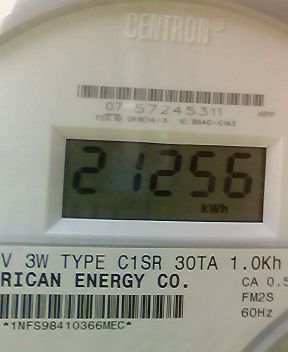 CENTRON®
07 57245311
HPP
21256
kWh
V 3W TYPE C1SR 30TA 1.0Kh
RICAN ENERGY CO.
CA 0.5
FM2S
60Hz
*1NFS98410366MEC*